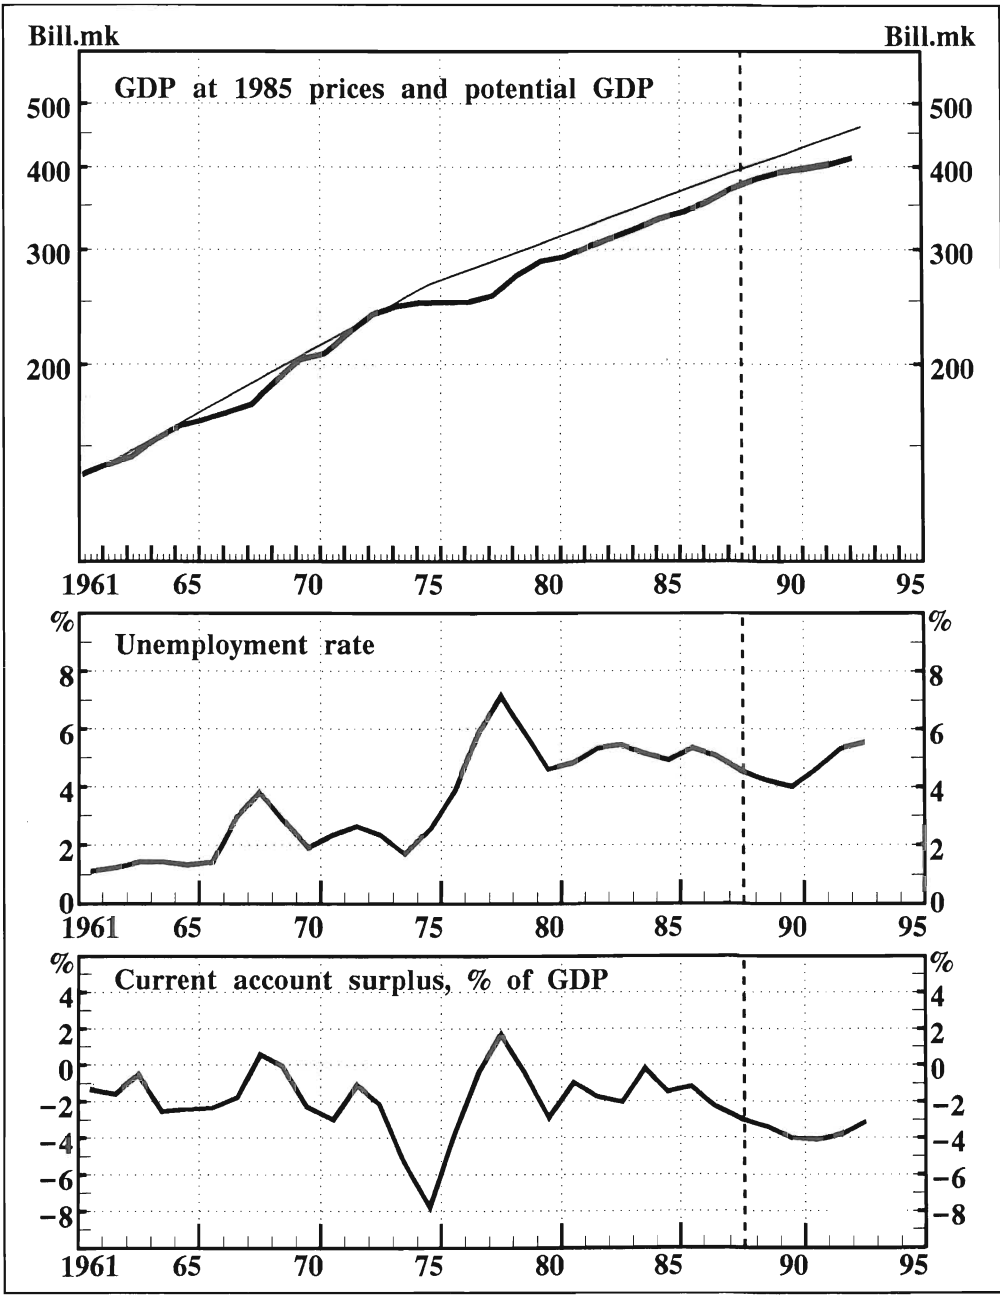 Bill.mk Bill.mk
GDP at 1985 prices and potential GDP
500 500
400 400
300 300
200 200
1961 65 70 75 80 85 90 95
% %
Unemployment rate
8 8
6 6
4 4
2 2
0 0
1961 65 70 75 80 85 90 95
% %
Current account surplus, % of GDP
4 4
2 2
0 0
−2 −2
−4 −4
−6 −6
−8 −8
1961 65 70 75 80 85 90 95